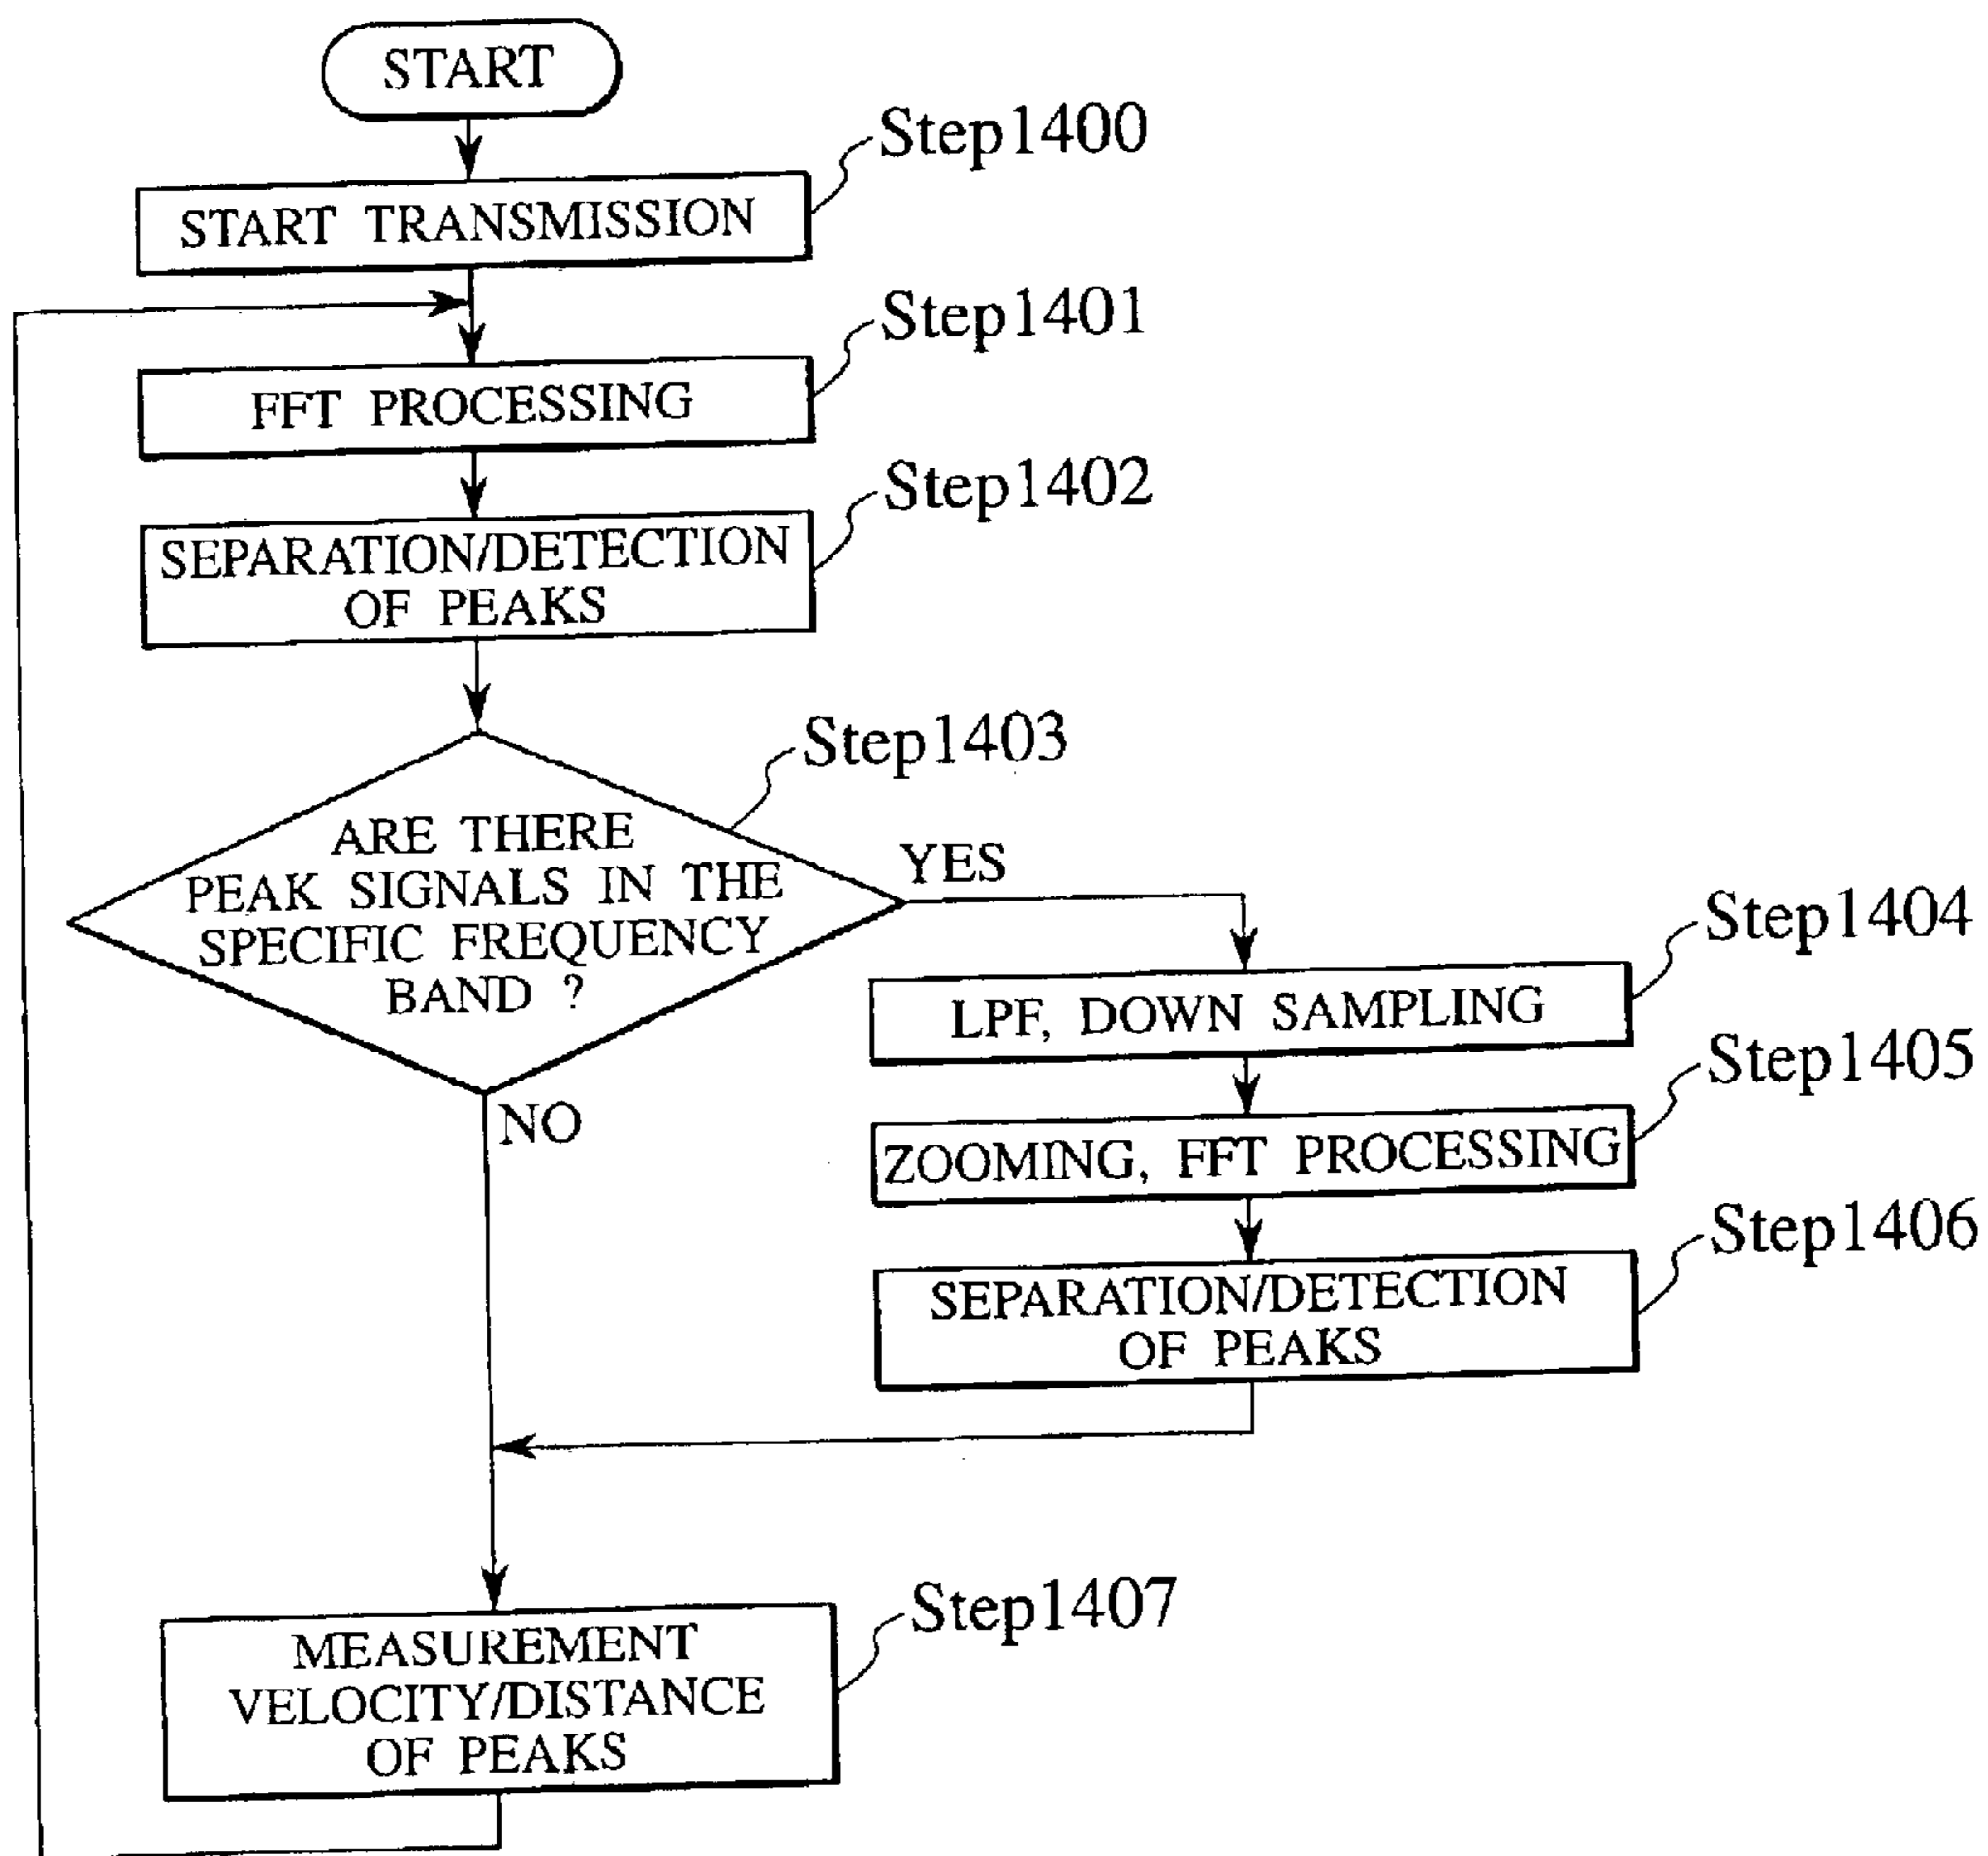 START
Step1400
START TRANSMISSION
Step1401
FFT PROCESSING
Step1402
SEPARATION/DETECTION
OF PEAKS
Step1403
ARE THERE
PEAK SIGNALS IN THE
SPECIFIC FREQUENCY
BAND ?
YES
NO
Step1404
LPF, DOWN SAMPLING
Step1405
ZOOMING, FFT PROCESSING
Step1406
SEPARATION/DETECTION
OF PEAKS
Step1407
MEASUREMENT
VELOCITY/DISTANCE
OF PEAKS